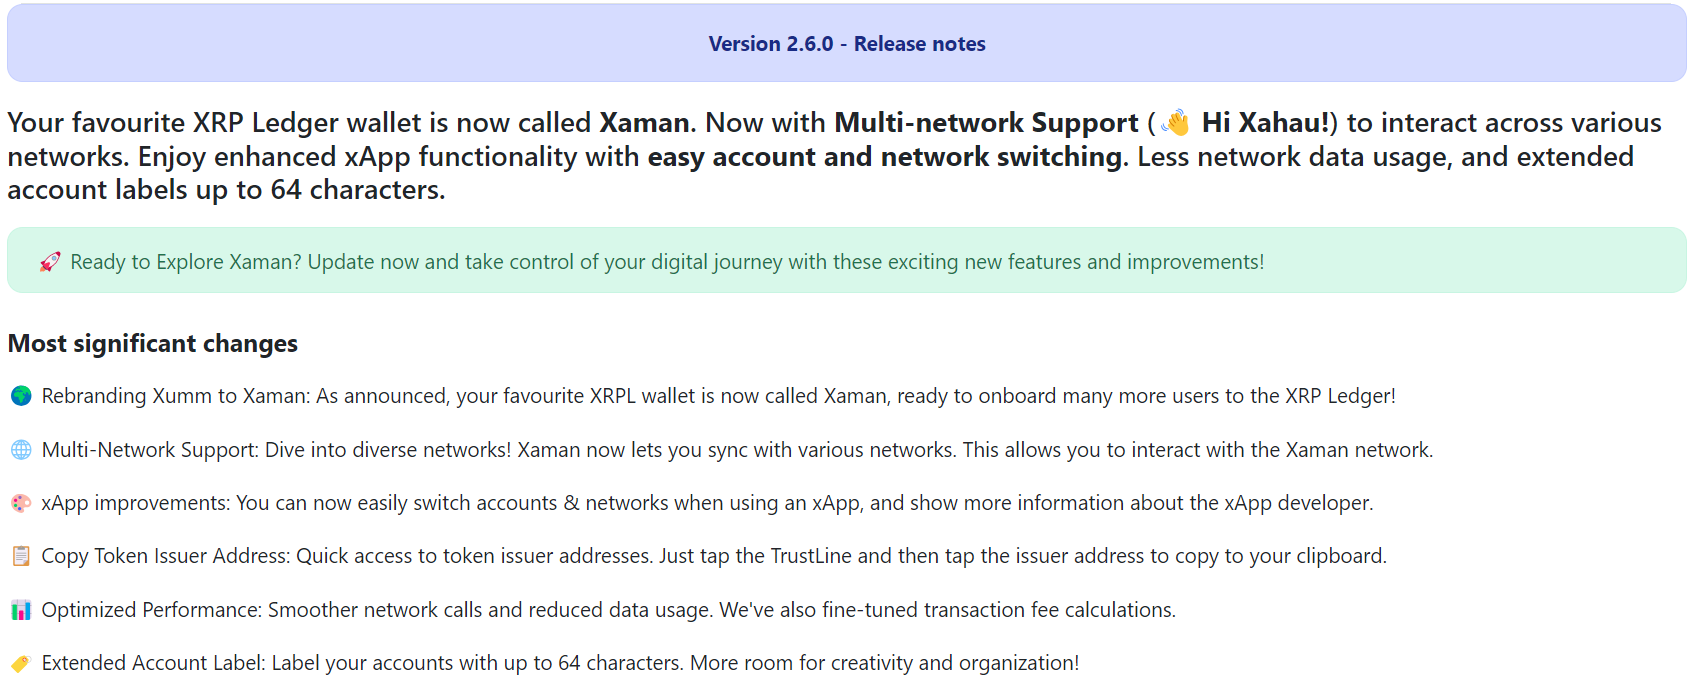 Version 2.6.0 - Release notes
Your favourite XRP Ledger wallet is now called Xaman. Now with Multi-network Support (👋 Hi Xahau!) to interact across various
networks. Enjoy enhanced xApp functionality with easy account and network switching. Less network data usage, and extended
account labels up to 64 characters.
🚀 Ready to Explore Xaman? Update now and take control of your digital journey with these exciting new features and improvements!
Most significant changes
🌍 Rebranding Xumm to Xaman: As announced, your favourite XRPL wallet is now called Xaman, ready to onboard many more users to the XRP Ledger!
🌐 Multi-Network Support: Dive into diverse networks! Xaman now lets you sync with various networks. This allows you to interact with the Xaman network.
🎨 xApp improvements: You can now easily switch accounts & networks when using an xApp, and show more information about the xApp developer.
📋 Copy Token Issuer Address: Quick access to token issuer addresses. Just tap the TrustLine and then tap the issuer address to copy to your clipboard.
📊 Optimized Performance: Smoother network calls and reduced data usage. We've also fine-tuned transaction fee calculations.
🏷️ Extended Account Label: Label your accounts with up to 64 characters. More room for creativity and organization!